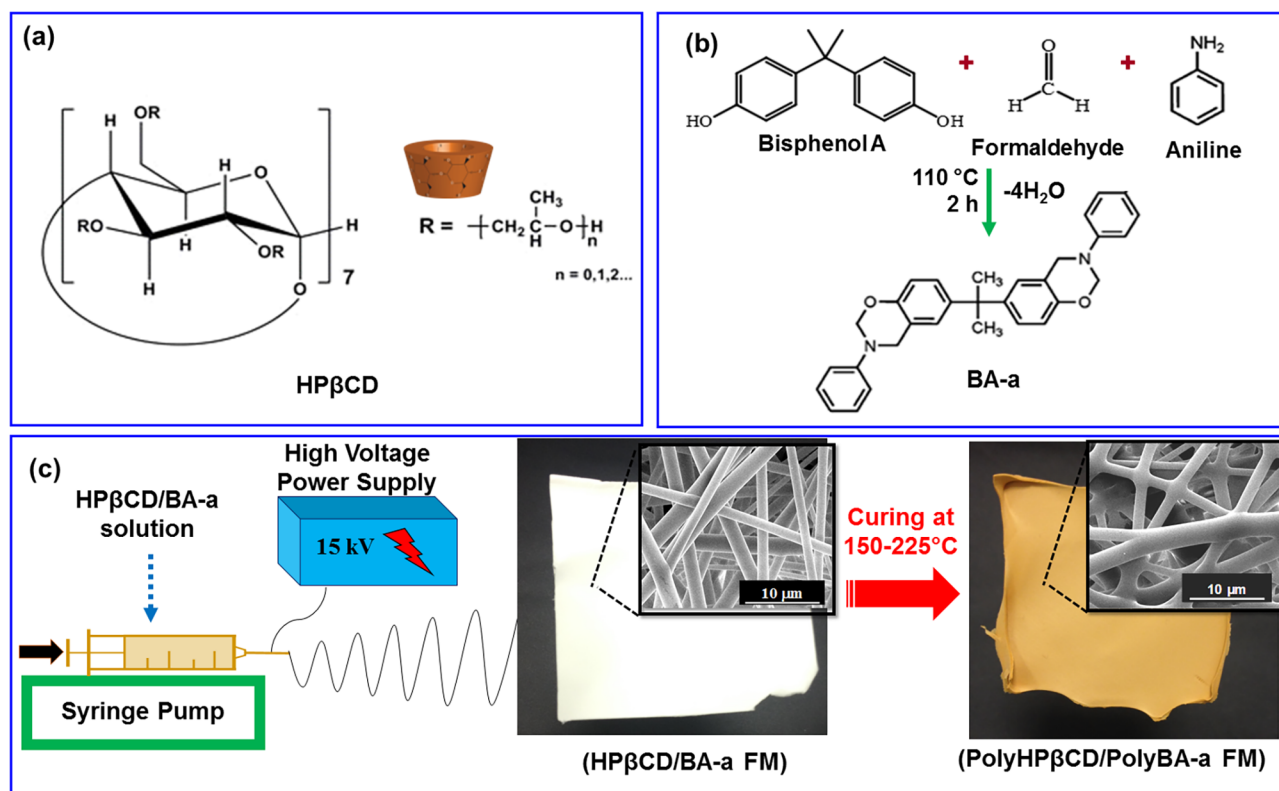 (a)
OR
H
H
O
RO
H
OR
H
H
O
7
R = -(-CH₂C-O-)-H
CH₃
H
n
n = 0,1,2...
HPβCD
(b)
HO
OH
Bisphenol A
+
O
H
H
Formaldehyde
+
NH₂
Aniline
110 °C
2 h
-4H₂O
N
O
CH₃
CH₃
O
N
BA-a
(c)
HPβCD/BA-a
solution
High Voltage
Power Supply
15 kV
Syringe Pump
10 µm
(HPβCD/BA-a FM)
Curing at
150-225°C
10 µm
(PolyHPβCD/PolyBA-a FM)